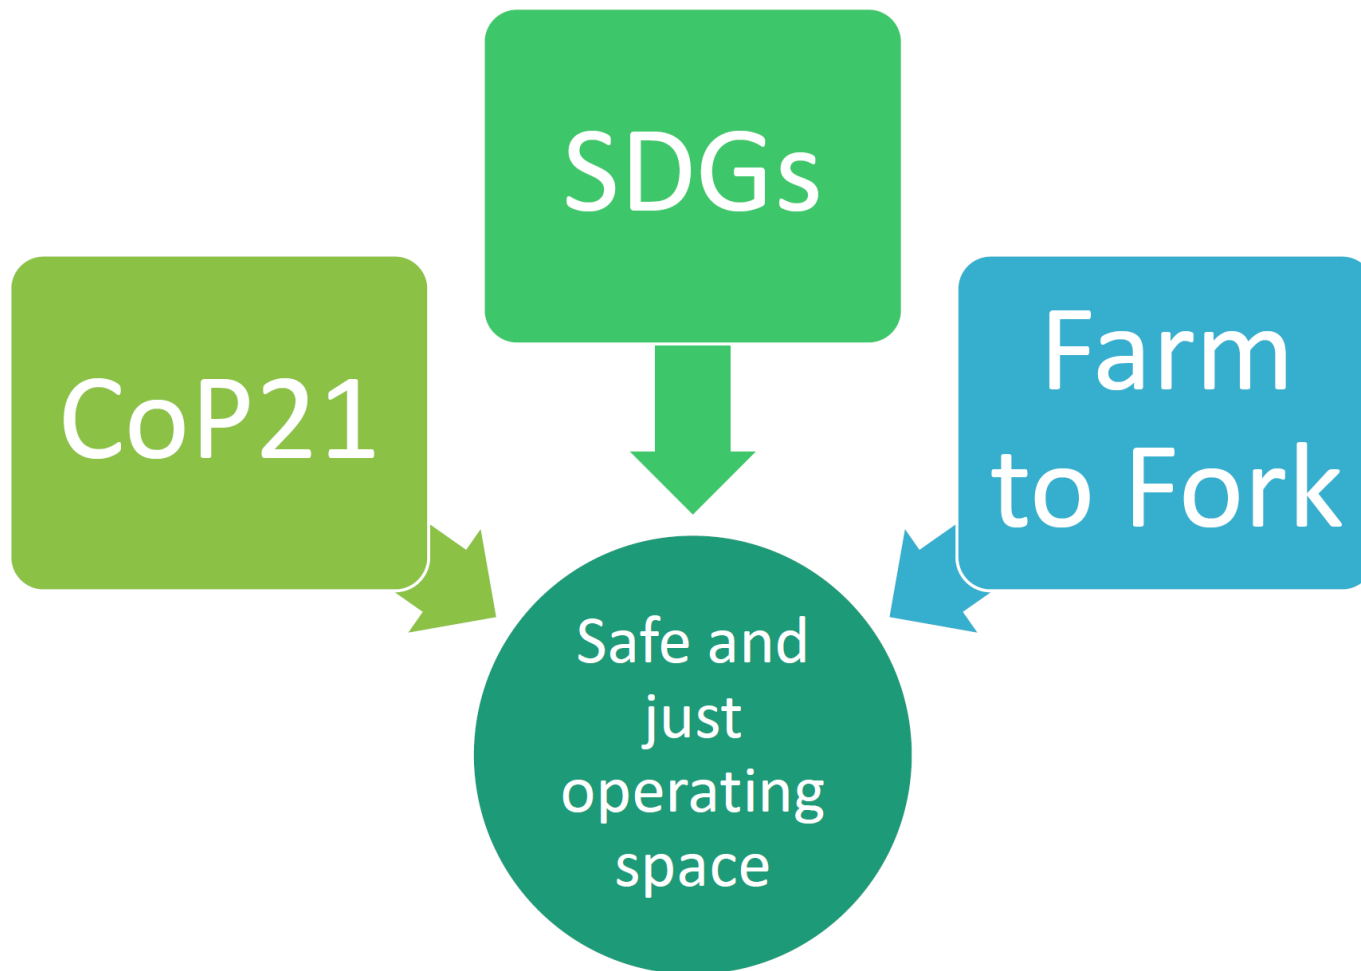 SDGs
CoP21
Farm
to Fork
Safe and
just
operating
space